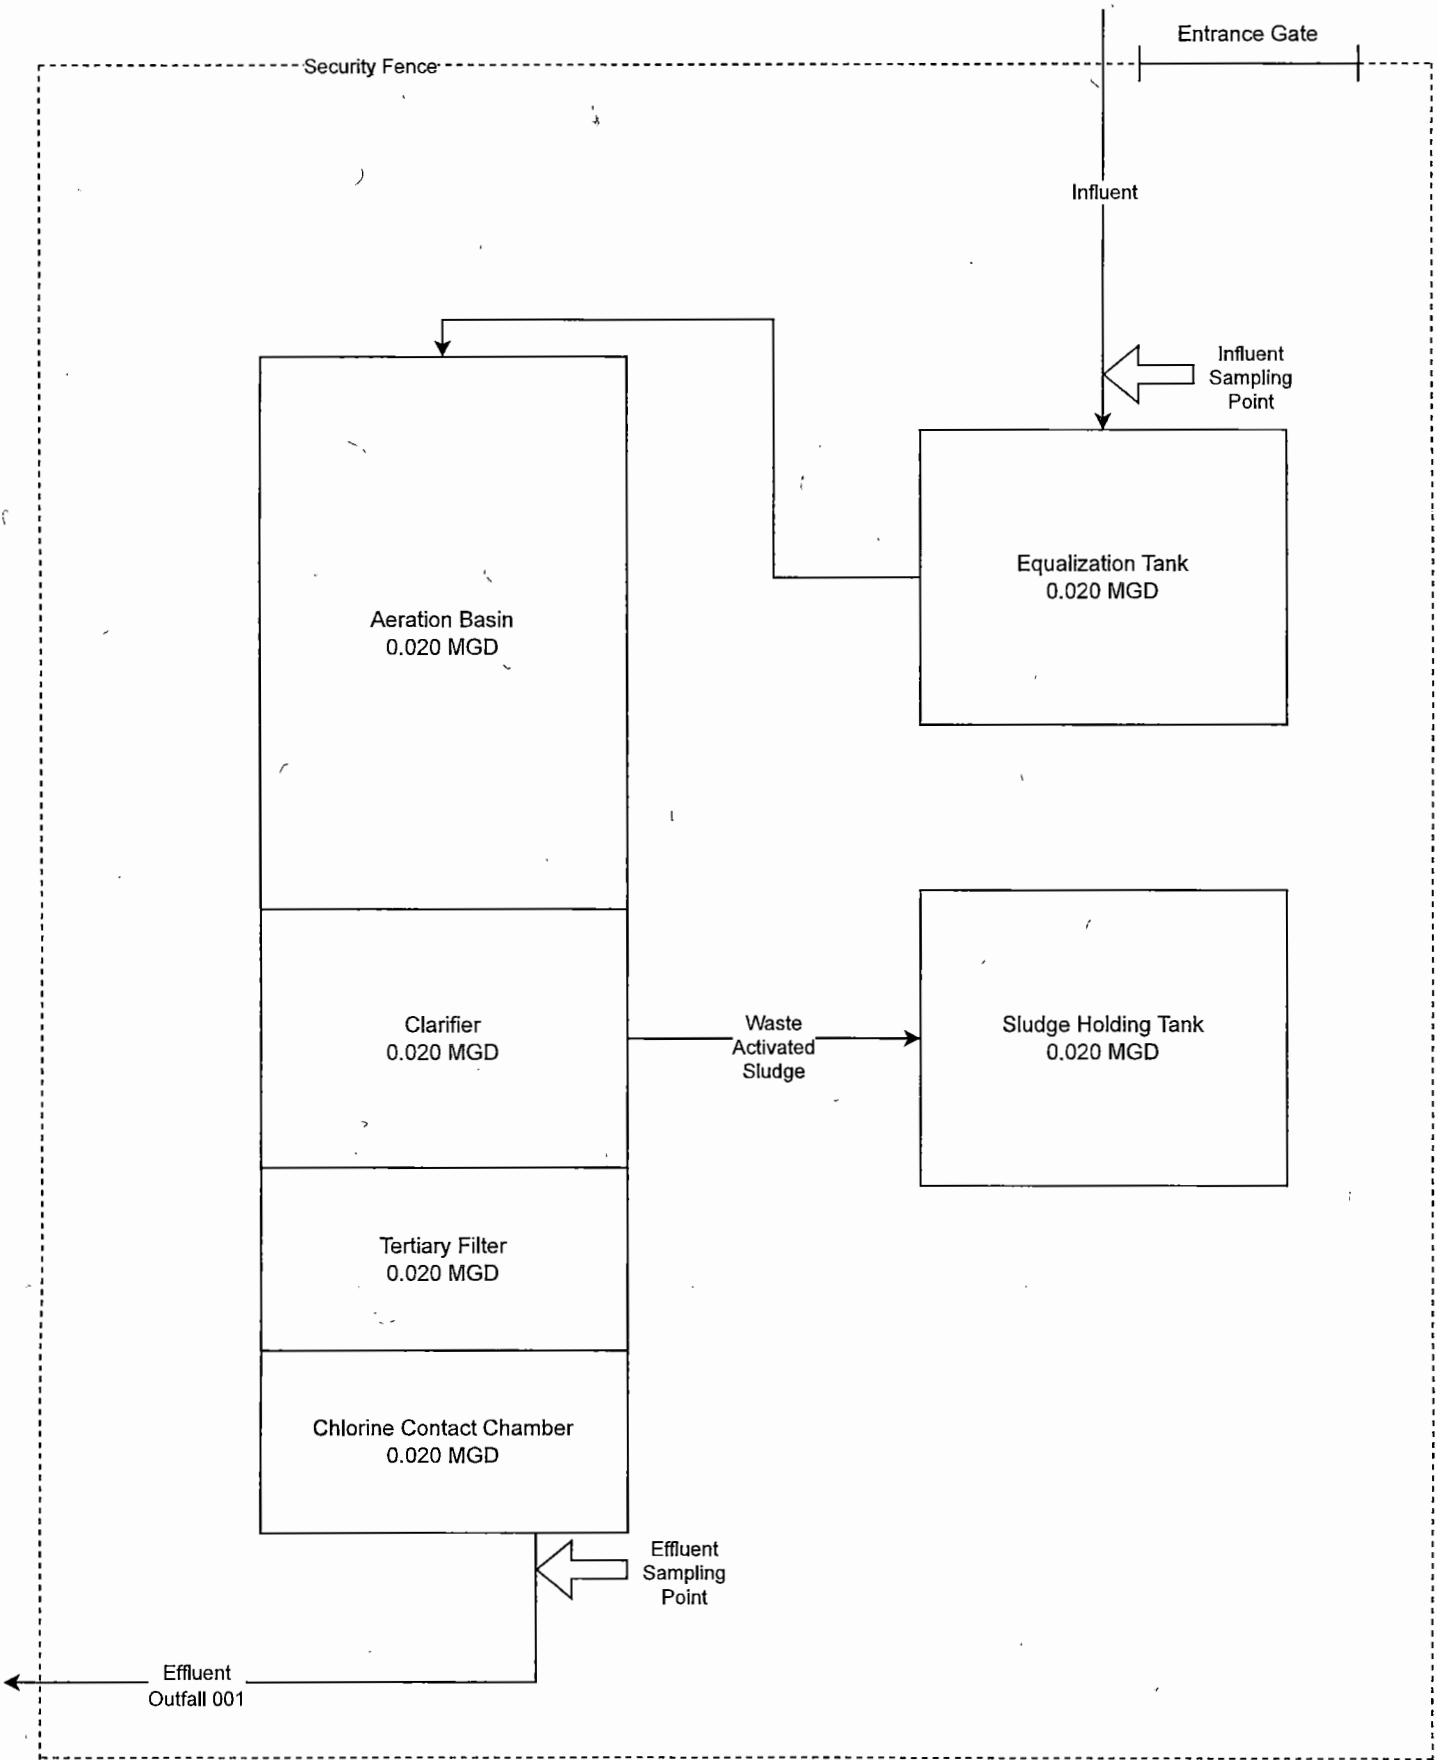 Entrance Gate
Security Fence
Influent
Influent
Sampling
Point
Equalization Tank
0.020 MGD
Aeration Basin
0.020 MGD
Clarifier
0.020 MGD
Waste
Activated
Sludge
Sludge Holding Tank
0.020 MGD
Tertiary Filter
0.020 MGD
Chlorine Contact Chamber
0.020 MGD
Effluent
Sampling
Point
Effluent
Outfall 001